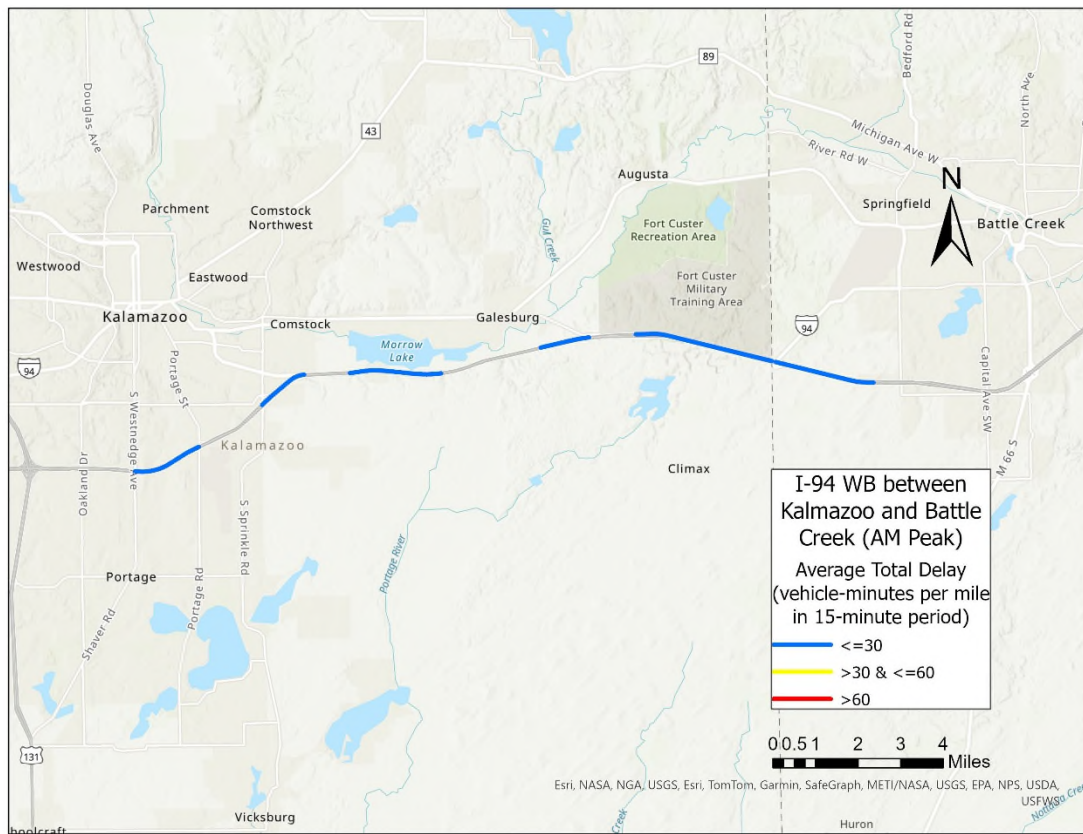 Bedford Rd
89
North Ave
Douglas Ave
43
Michigan Ave W
River Rd W
Augusta
N
Parchment
Comstock
Northwest
Springfield
Gull Creek
Fort Custer
Recreation Area
Battle Creek
Westwood
Eastwood
Fort Custer
Military
Training Area
Kalamazoo
Comstock
Galesburg
94
Morrow
Lake
94
Portage St
Capital Ave SW
S Westnedge Ave
Kalamazoo
Oakland Dr
M 66 S
Climax
S Sprinkle Rd
Portage River
Portage
Portage Rd
Shaver Rd
I-94 WB between
Kalmazoo and Battle
Creek (AM Peak)
Average Total Delay
(vehicle-minutes per mile
in 15-minute period)
<=30
>30 & <=60
>60
131
0 0.5 1 2 3 4
Miles
Esri, NASA, NGA, USGS, Esri, TomTom, Garmin, SafeGraph, METI/NASA, USGS, EPA, NPS, USDA,
USFWS
Vicksburg
Huron
hoolcraft